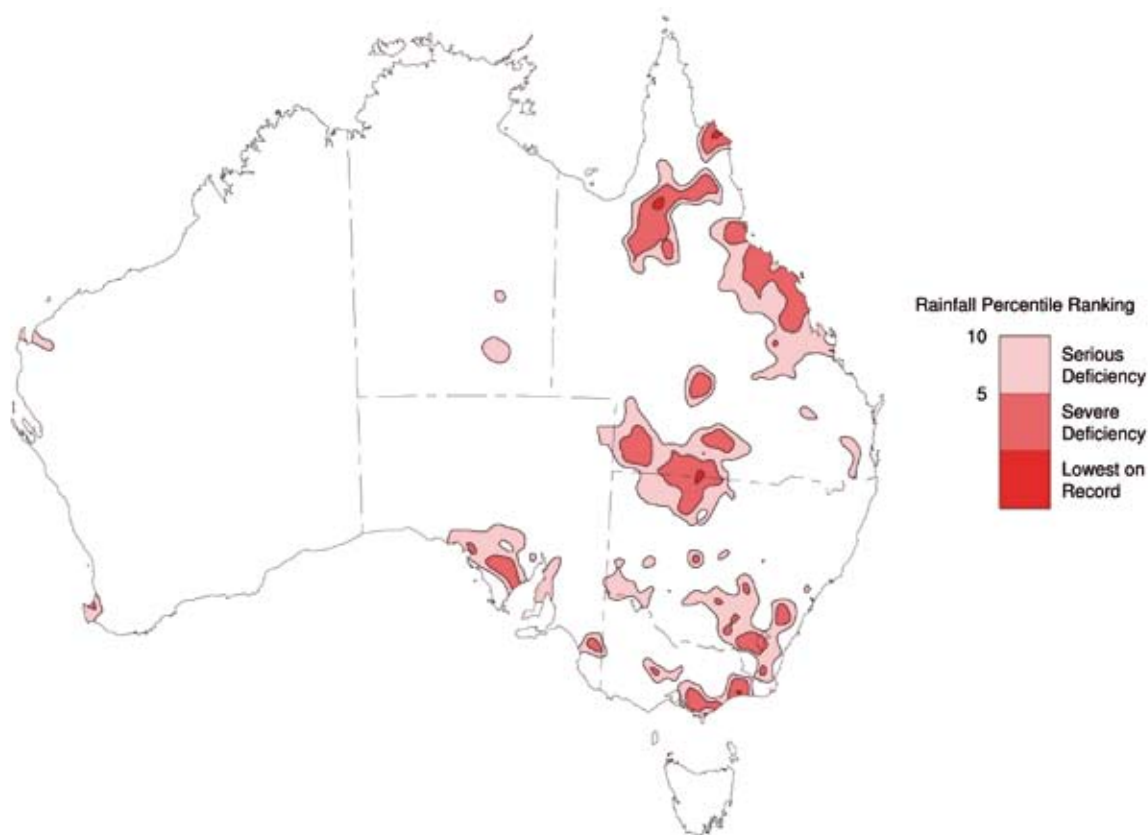 Rainfall Percentile Ranking
10
Serious
Deficiency
5
Severe
Deficiency
Lowest on
Record